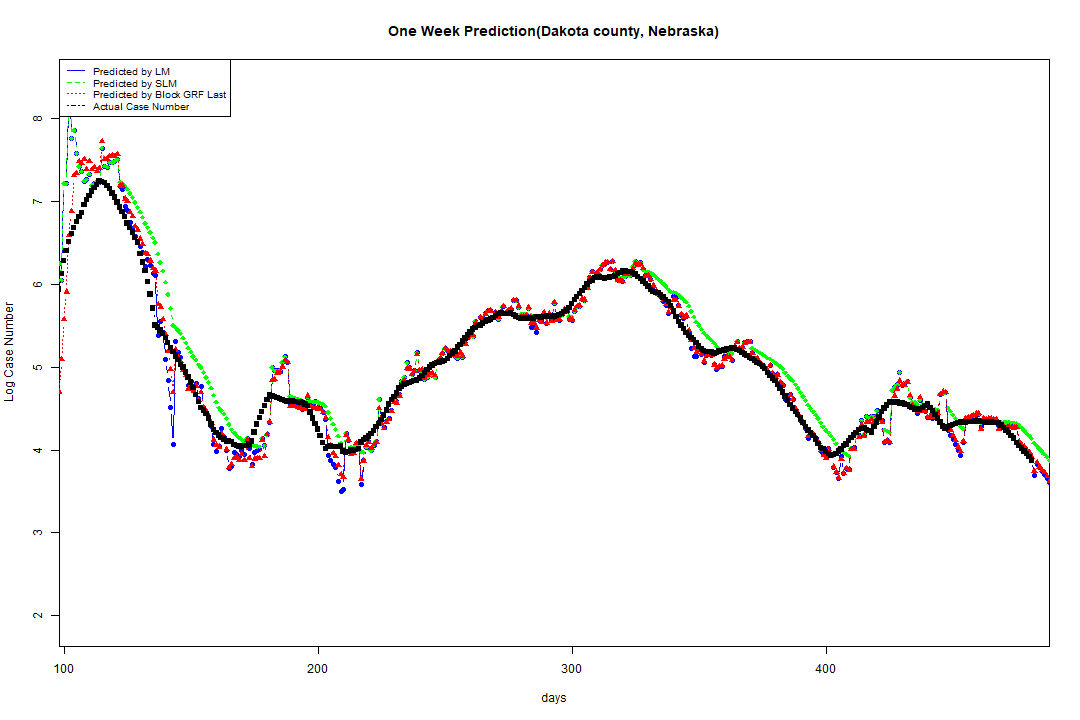 One Week Prediction(Dakota county, Nebraska)
Predicted by LM
Predicted by SLM
Predicted by Block GRF Last
Actual Case Number
Log Case Number
8
7
6
5
4
3
2
100 200 300 400
days